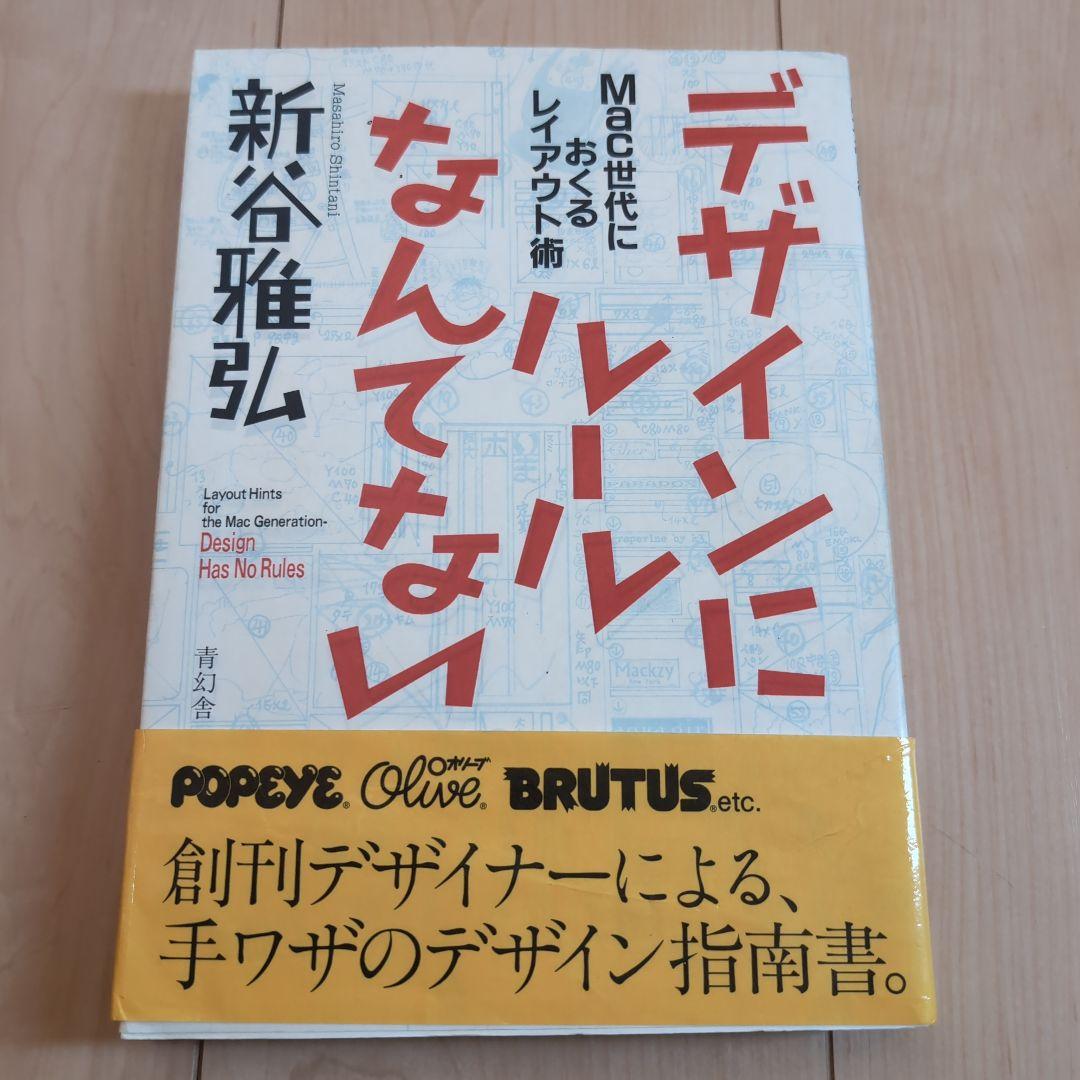 デザインに
ルールなんてない
Mac世代に
おくる
レイアウト術
新谷雅弘
Masahiro Shintani
Layout Hints
for
the Mac Generation-
Design
Has No Rules
青幻舎
POPEYE®
オリーブ
Olive®
BRUTUS®etc.
創刊デザイナーによる、
手ワザのデザイン指南書。
Mackzy